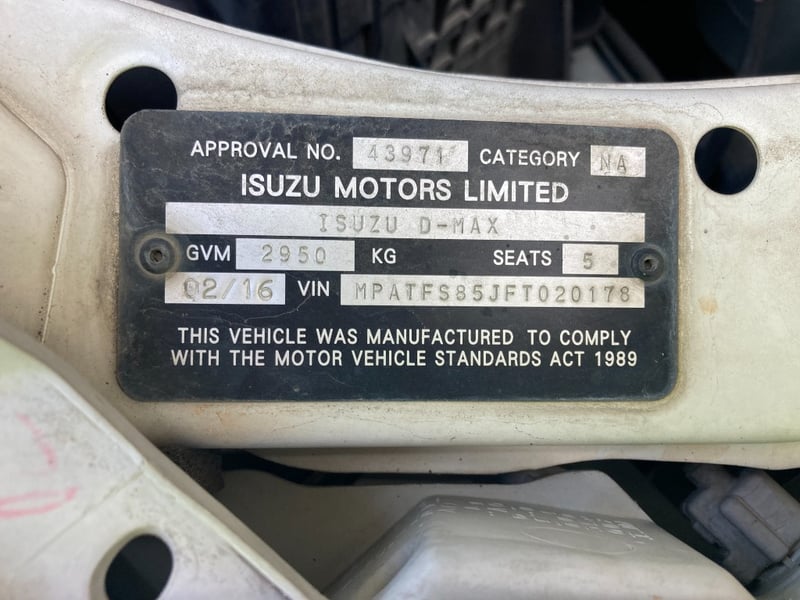 APPROVAL NO. 43971 CATEGORY NA
ISUZU MOTORS LIMITED
ISUZU D-MAX
GVM 2950 KG SEATS 5
02/16 VIN MPATFS85JFT020178
THIS VEHICLE WAS MANUFACTURED TO COMPLY
WITH THE MOTOR VEHICLE STANDARDS ACT 1989